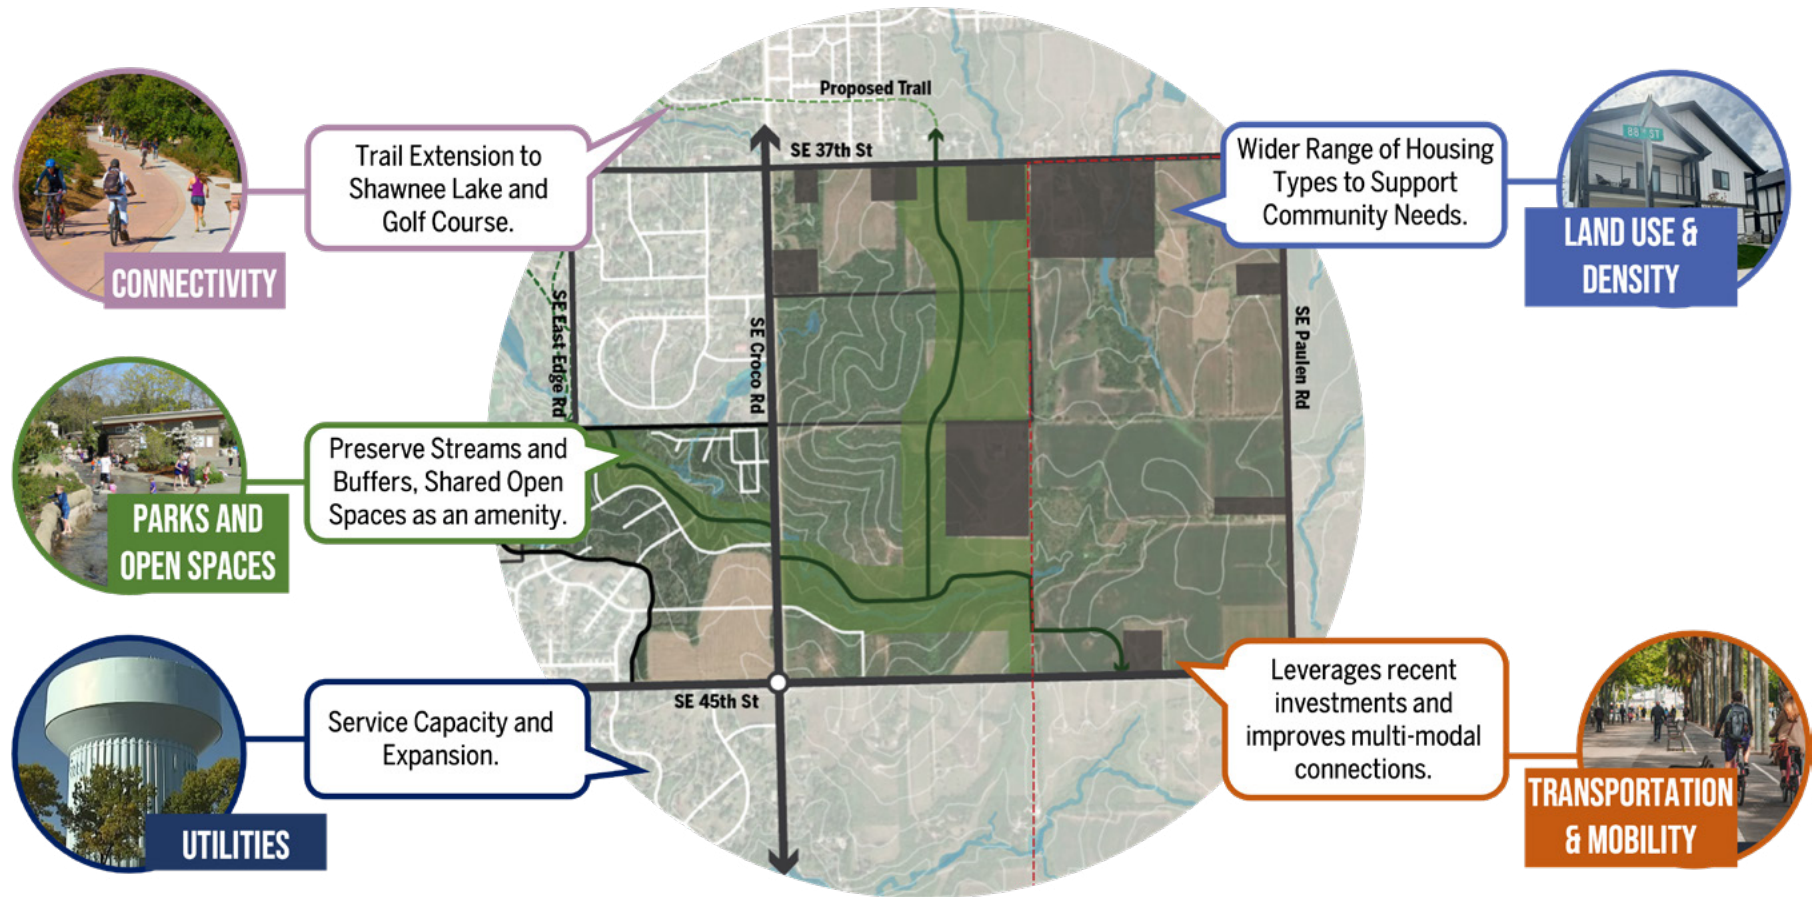 Proposed Trail
SE 37th St
Trail Extension to
Shawnee Lake and
Golf Course.
CONNECTIVITY
Wider Range of Housing
Types to Support
Community Needs.
LAND USE &
DENSITY
SE East Edge Rd
SE Croco Rd
SE Paulen Rd
Preserve Streams and
Buffers, Shared Open
Spaces as an amenity.
PARKS AND
OPEN SPACES
SE 45th St
Service Capacity and
Expansion.
UTILITIES
Leverages recent
investments and
improves multi-modal
connections.
TRANSPORTATION
& MOBILITY